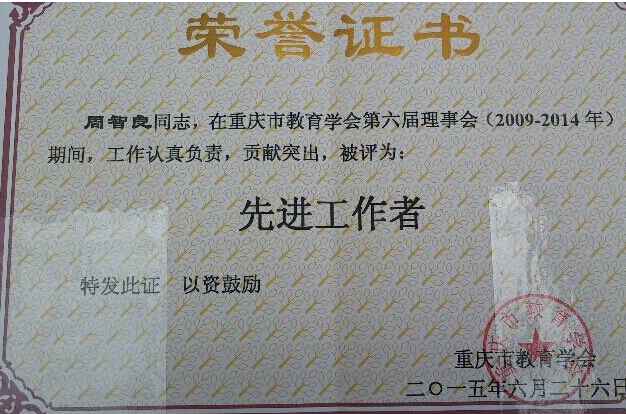 荣誉证书
周智良同志，在重庆市教育学会第六届理事会（2009-2014年）
期间，工作认真负责，贡献突出，被评为：
先进工作者
特发此证 以资鼓励
重庆市教育学会
二〇一五年六月二十六日